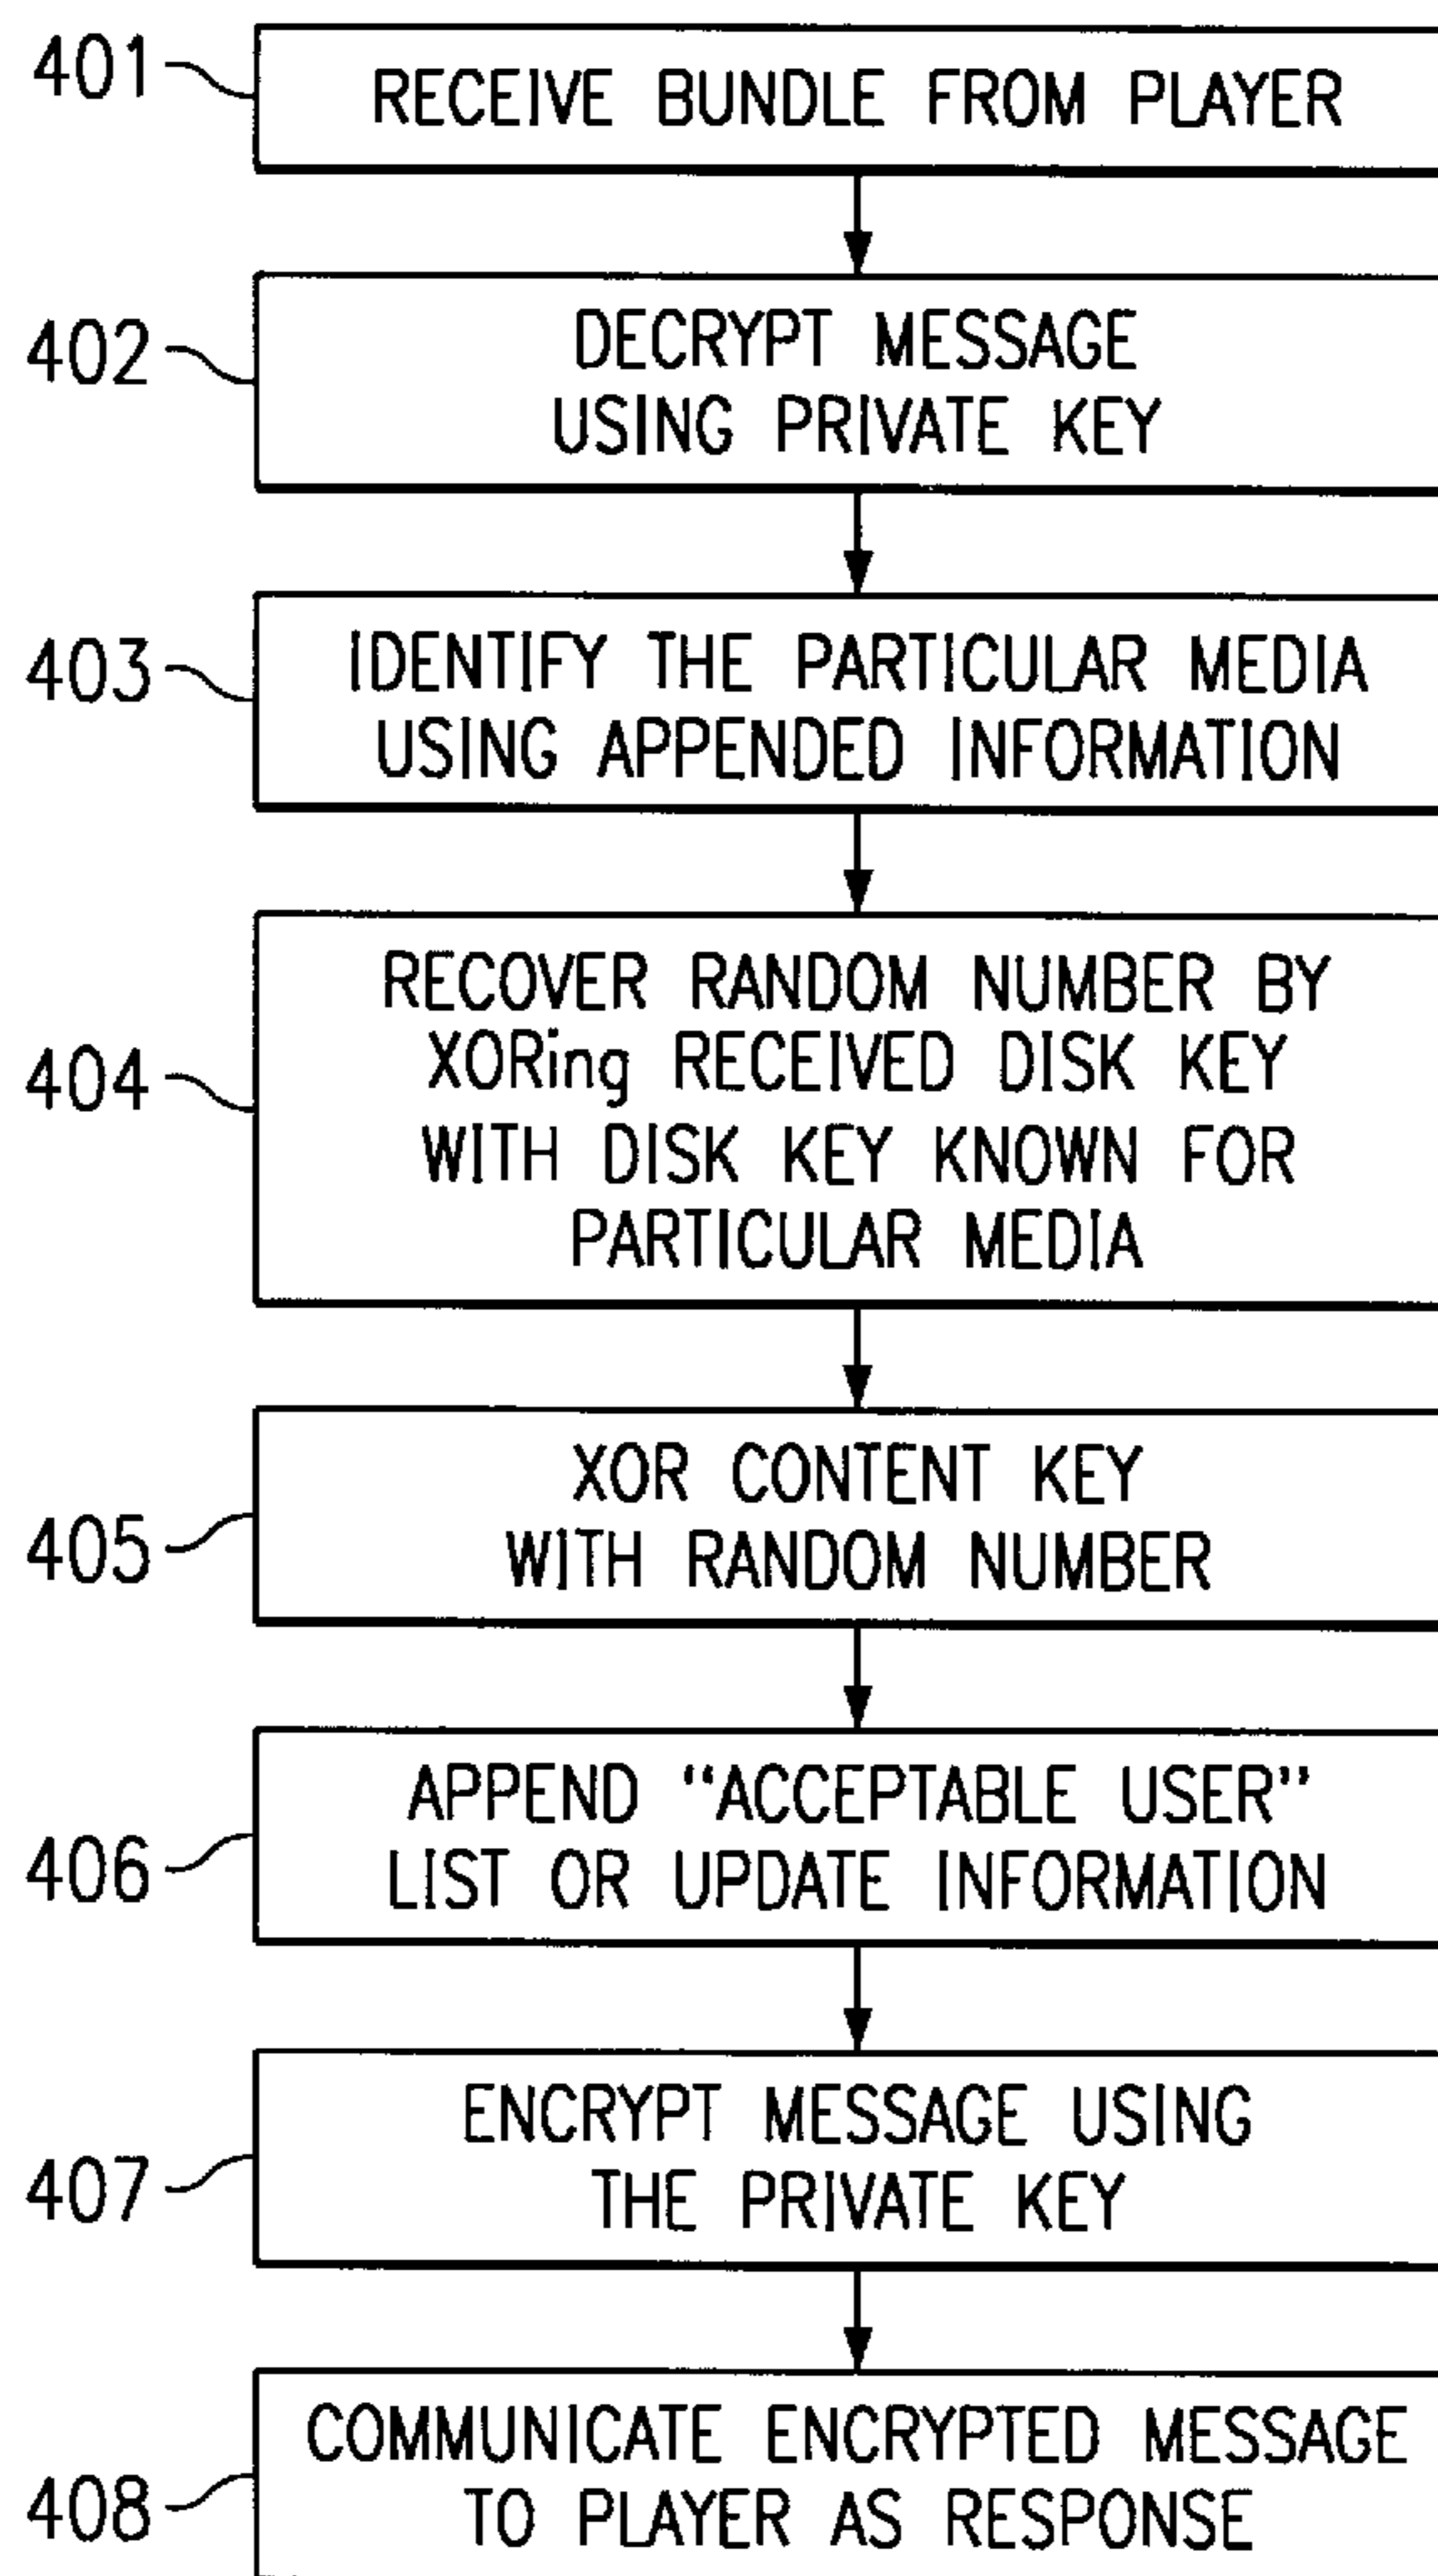 401
RECEIVE BUNDLE FROM PLAYER
402
DECRYPT MESSAGE
USING PRIVATE KEY
403
IDENTIFY THE PARTICULAR MEDIA
USING APPENDED INFORMATION
404
RECOVER RANDOM NUMBER BY
XORing RECEIVED DISK KEY
WITH DISK KEY KNOWN FOR
PARTICULAR MEDIA
405
XOR CONTENT KEY
WITH RANDOM NUMBER
406
APPEND "ACCEPTABLE USER"
LIST OR UPDATE INFORMATION
407
ENCRYPT MESSAGE USING
THE PRIVATE KEY
408
COMMUNICATE ENCRYPTED MESSAGE
TO PLAYER AS RESPONSE